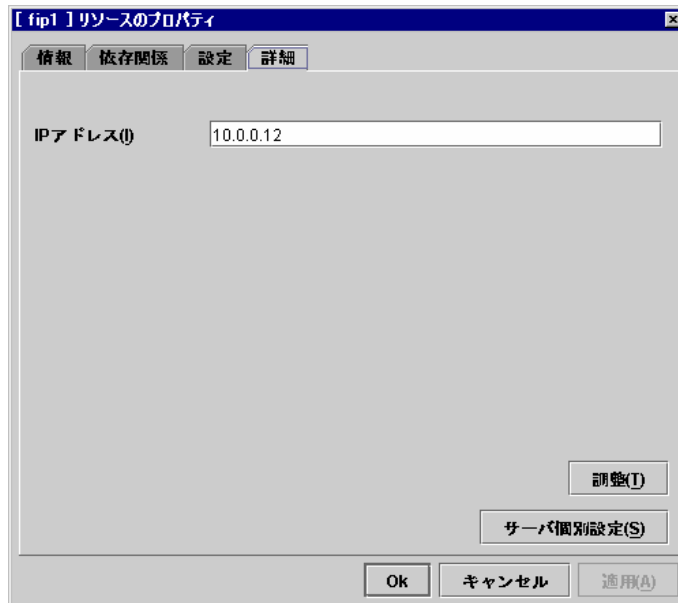 [ fip1 ] リソースのプロパティ
情報 依存関係 設定 詳細
IPアドレス(I) 10.0.0.12
調整(T)
サーバ個別設定(S)
Ok キャンセル 適用(A)